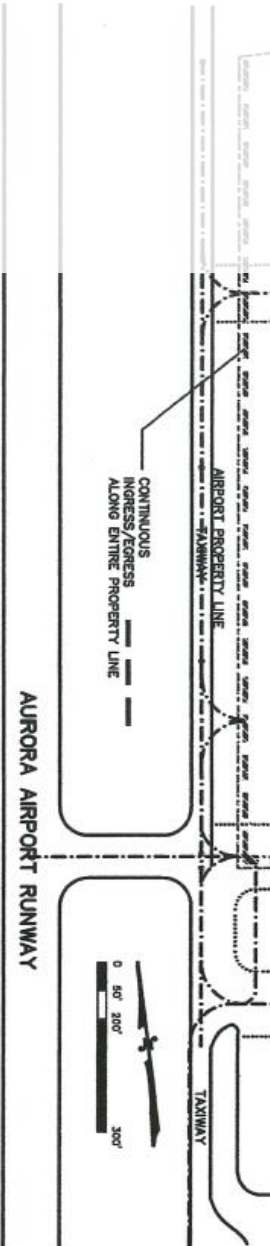 AIRPORT PROPERTY LINE
TAXIWAY
CONTINUOUS
INGRESS/EGRESS
ALONG ENTIRE PROPERTY LINE
AURORA AIRPORT RUNWAY
0 50' 200' 300'
TAXIWAY